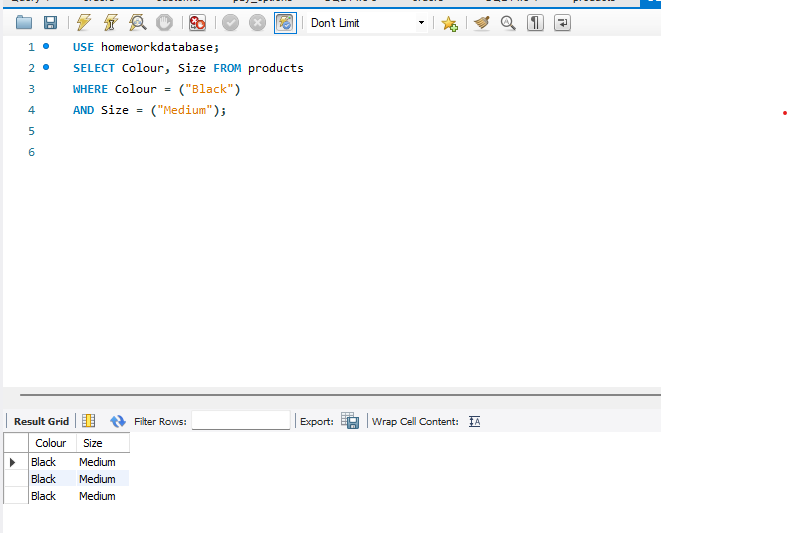 Don't Limit
1 USE homeworkdatabase;
2 SELECT Colour, Size FROM products
3 WHERE Colour = ("Black")
4 AND Size = ("Medium");
5
6
Result Grid Filter Rows: Export: Wrap Cell Content:
Colour Size
Black Medium
Black Medium
Black Medium